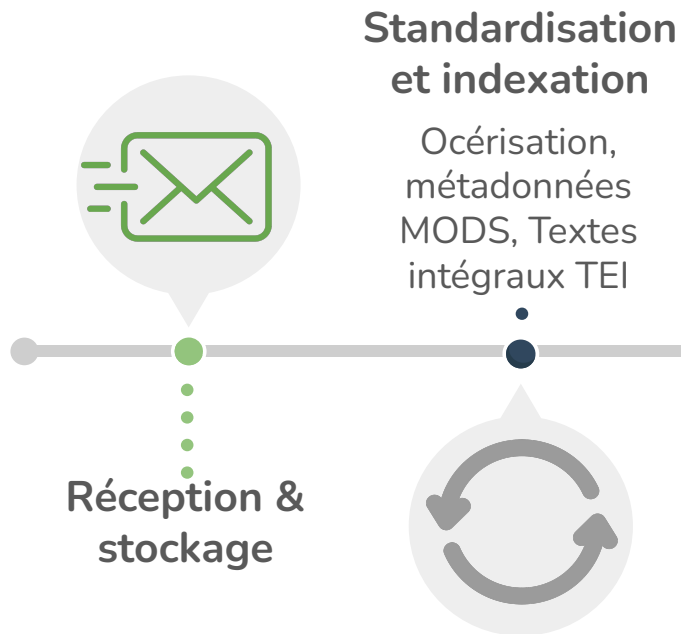 Standardisation
et indexation
Océrisation,
métadonnées
MODS, Textes
intégraux TEI
Réception &
stockage